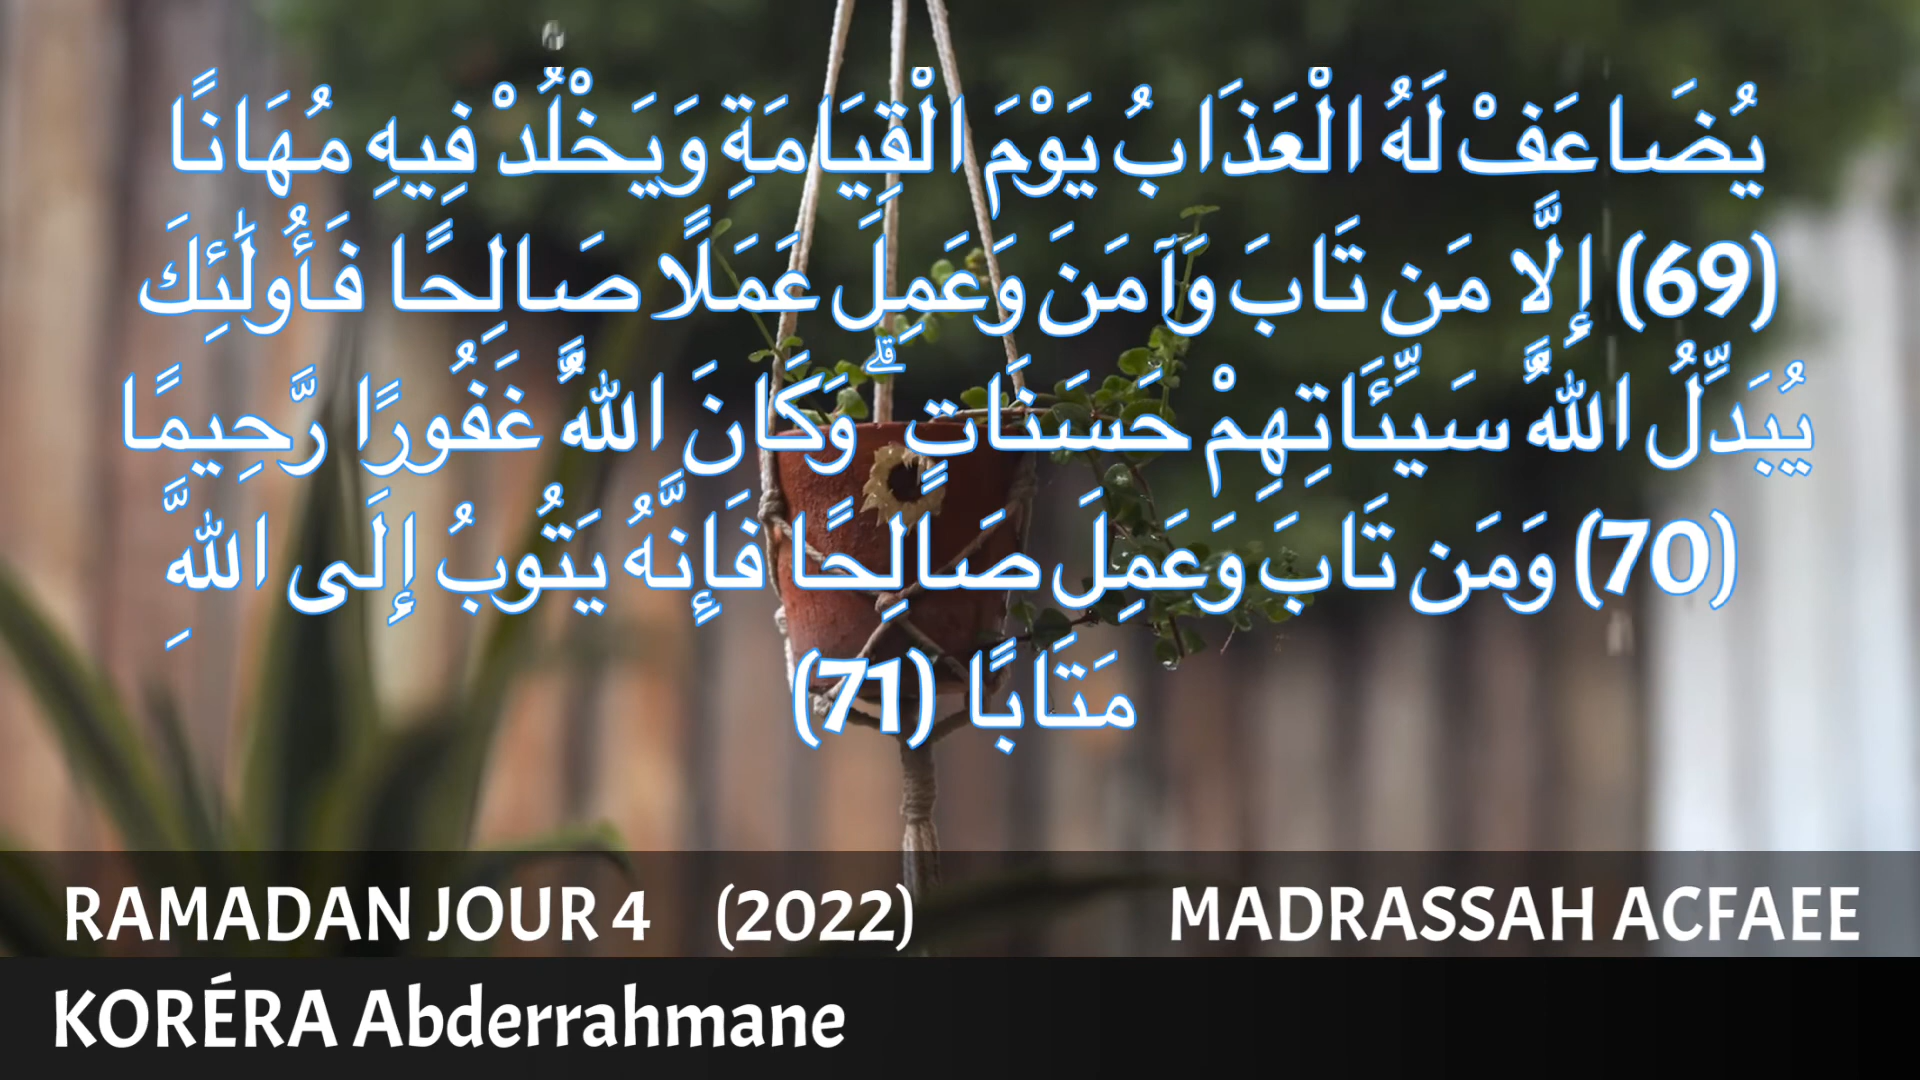 يُضَاعَفْ لَهُ الْعَذَابُ يَوْمَ الْقِيَامَةِ وَيَخْلُدْ فِيهِ مُهَانًا
(69) إِلَّا مَن تَابَ وَآمَنَ وَعَمِلَ عَمَلًا صَالِحًا فَأُولَٰئِكَ
يُبَدِّلُ اللَّهُ سَيِّئَاتِهِمْ حَسَنَاتٍ ۗ وَكَانَ اللَّهُ غَفُورًا رَّحِيمًا
(70) وَمَن تَابَ وَعَمِلَ صَالِحًا فَإِنَّهُ يَتُوبُ إِلَى اللَّهِ
مَتَابًا (71)
RAMADAN JOUR 4 (2022) MADRASSAH ACFAEE
KORÉRA Abderrahmane